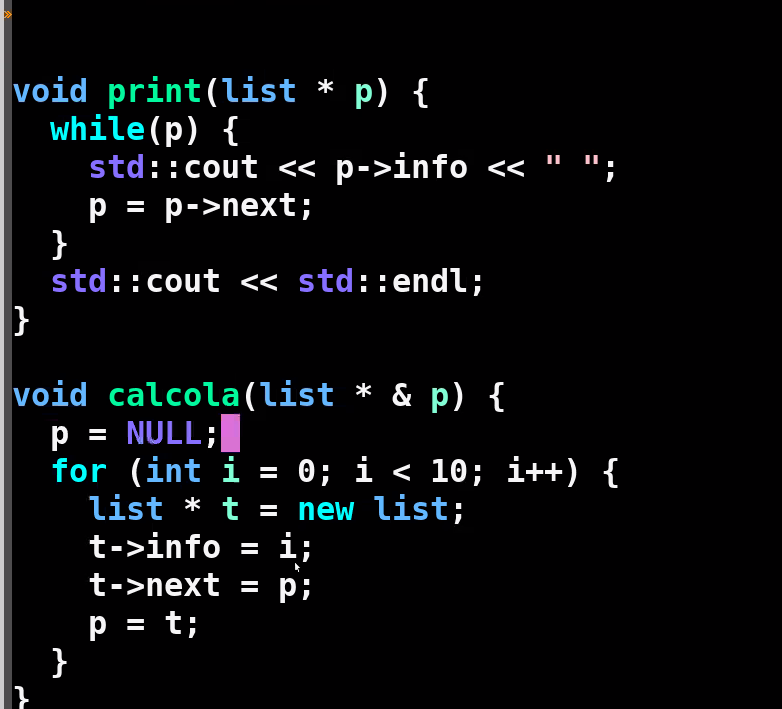 »
void print(list * p) {
  while(p) {
    std::cout << p->info << " ";
    p = p->next;
  }
  std::cout << std::endl;
}
void calcola(list * & p) {
  p = NULL;
  for (int i = 0; i < 10; i++) {
    list * t = new list;
    t->info = i;
    t->next = p;
    p = t;
  }
}